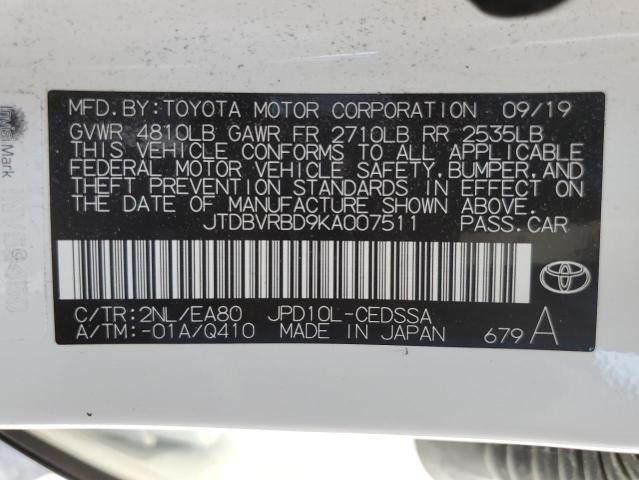 MFD. BY: TOYOTA MOTOR CORPORATION 09/19
GVWR 4810LB GAWR FR 2710LB RR 2535LB
THIS VEHICLE CONFORMS TO ALL APPLICABLE
FEDERAL MOTOR VEHICLE SAFETY, BUMPER, AND
THEFT PREVENTION STANDARDS IN EFFECT ON
THE DATE OF MANUFACTURE SHOWN ABOVE.
JTDBVRBD9KA007511 PASS. CAR
C/TR: 2NL/EA80 JPD10L-CEDSSA
A/TM: -01A/Q410 MADE IN JAPAN 679 A
TOYOTA
InvisiMark